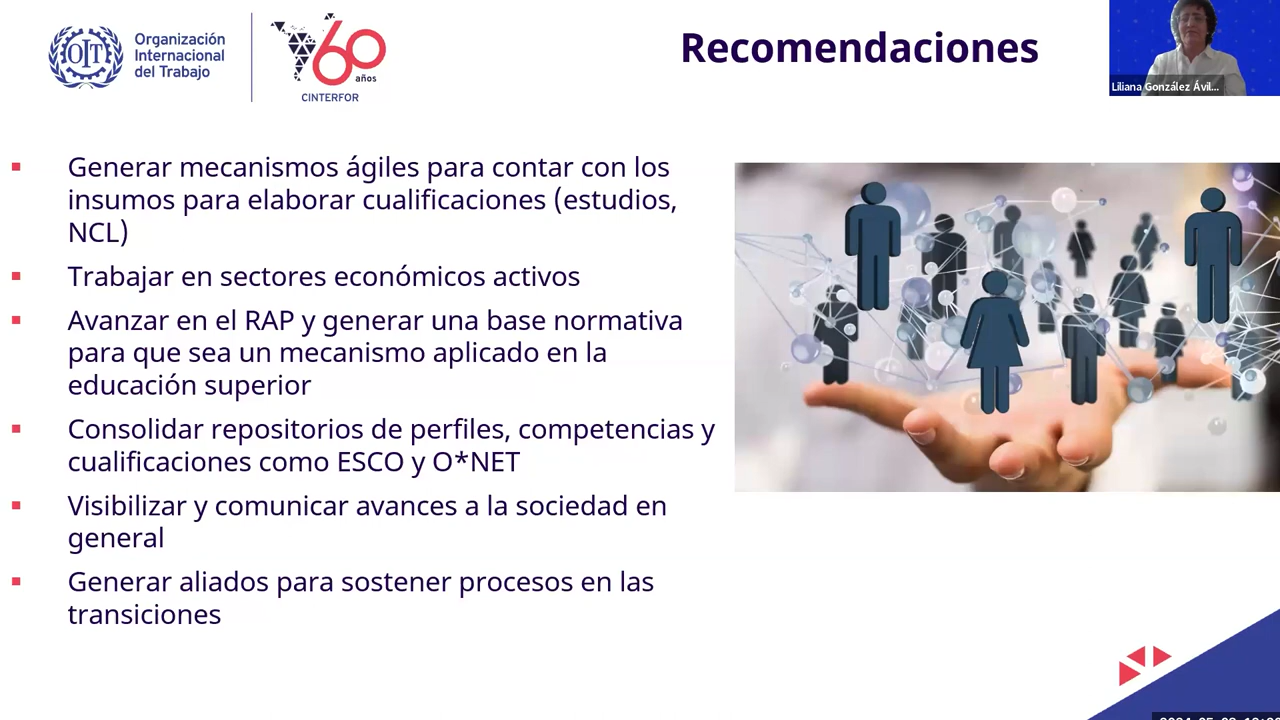 Organización
Internacional
del Trabajo
OIT
60
años
CINTERFOR
Recomendaciones
Liliana González Ávil...
Generar mecanismos ágiles para contar con los
insumos para elaborar cualificaciones (estudios,
NCL)
Trabajar en sectores económicos activos
Avanzar en el RAP y generar una base normativa
para que sea un mecanismo aplicado en la
educación superior
Consolidar repositorios de perfiles, competencias y
cualificaciones como ESCO y O*NET
Visibilizar y comunicar avances a la sociedad en
general
Generar aliados para sostener procesos en las
transiciones